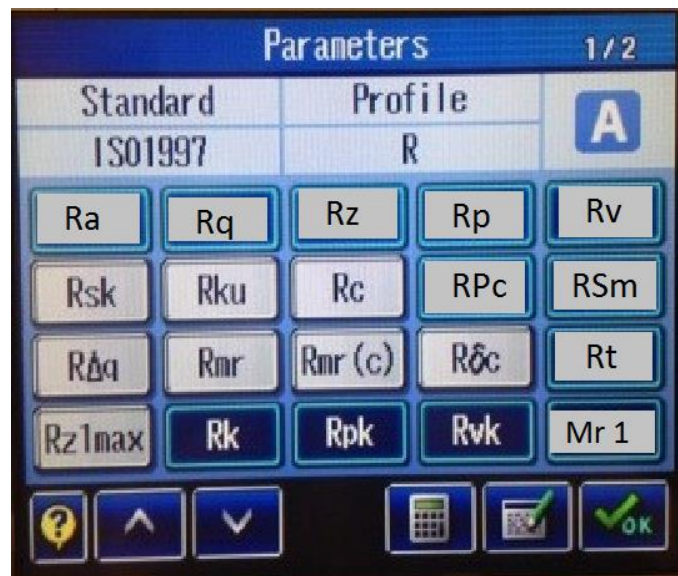 Parameters 1/2
Standard Profile A
ISO1997 R
Ra Rq Rz Rp Rv
Rsk Rku Rc RPc RSm
RΔq Rmr Rmr(c) Rδc Rt
Rz1max Rk Rpk Rvk Mr 1
? OK